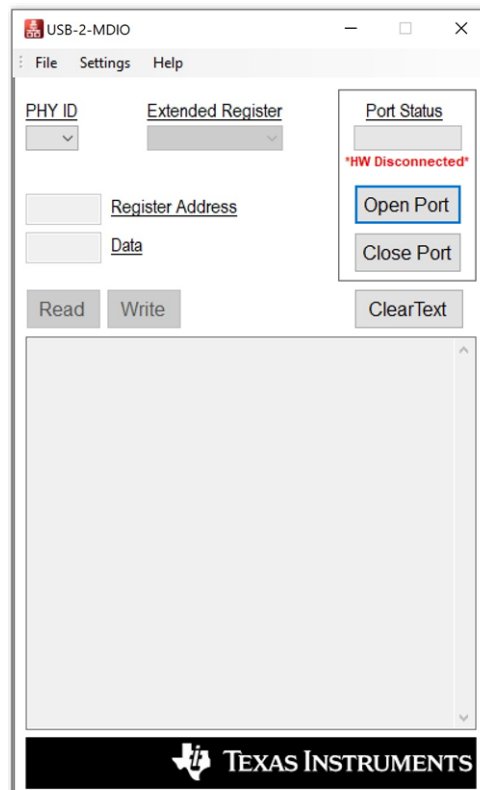 USB-2-MDIO
File Settings Help
PHY ID Extended Register Port Status
*HW Disconnected*
Register Address Open Port
Data Close Port
Read Write ClearText
TEXAS INSTRUMENTS